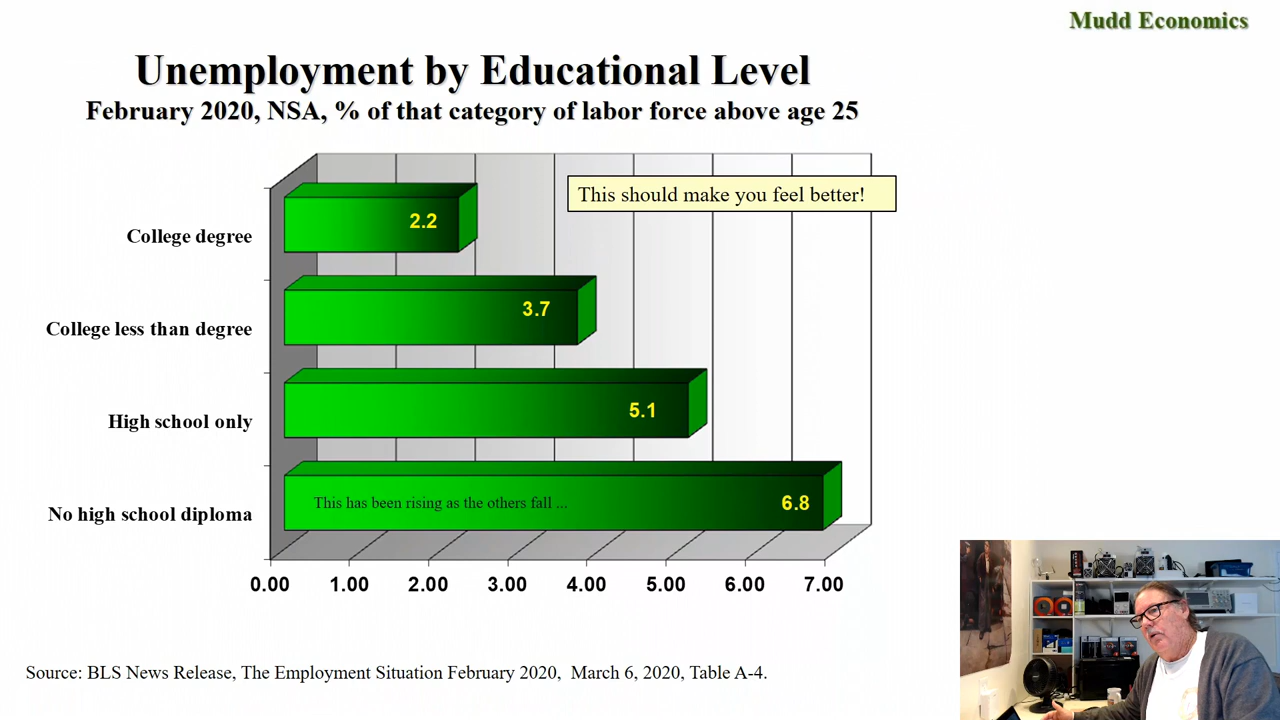 Mudd Economics
Unemployment by Educational Level
February 2020, NSA, % of that category of labor force above age 25
This should make you feel better!
College degree
2.2
College less than degree
3.7
High school only
5.1
No high school diploma
This has been rising as the others fall ...
6.8
0.00 1.00 2.00 3.00 4.00 5.00 6.00 7.00
Source: BLS News Release, The Employment Situation February 2020, March 6, 2020, Table A-4.